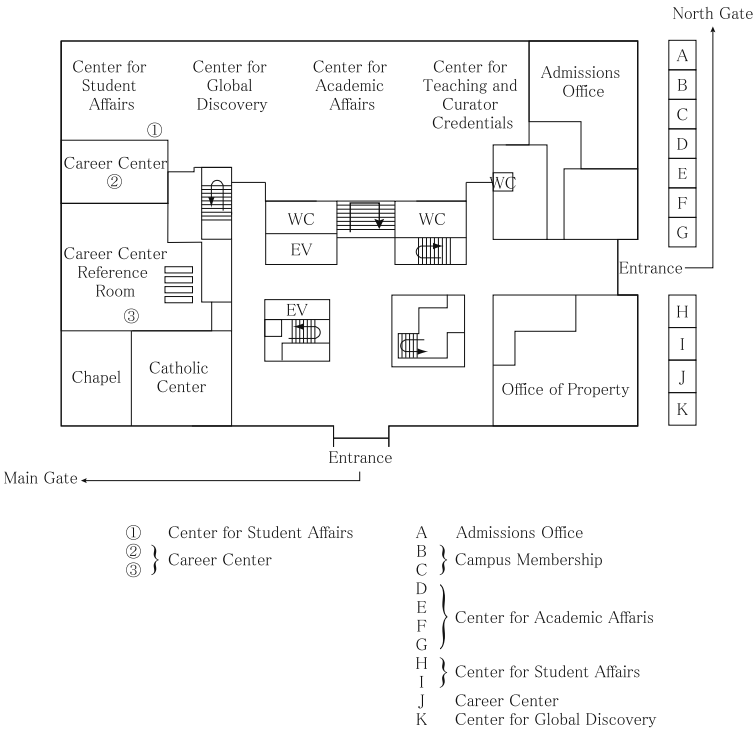 North Gate
Center for
Student
Affairs
Center for
Global
Discovery
Center for
Academic
Affairs
Center for
Teaching and
Curator
Credentials
Admissions
Office
A
B
C
D
E
F
G
①
Career Center
②
WC
WC
WC
EV
Career Center
Reference
Room
③
Entrance
EV
H
I
J
K
Chapel
Catholic
Center
Office of Property
Entrance
Main Gate
① Center for Student Affairs
②
③
Career Center
A Admissions Office
B
C
Campus Membership
D
E
F
G
Center for Academic Affaris
H
I
Center for Student Affairs
J Career Center
K Center for Global Discovery